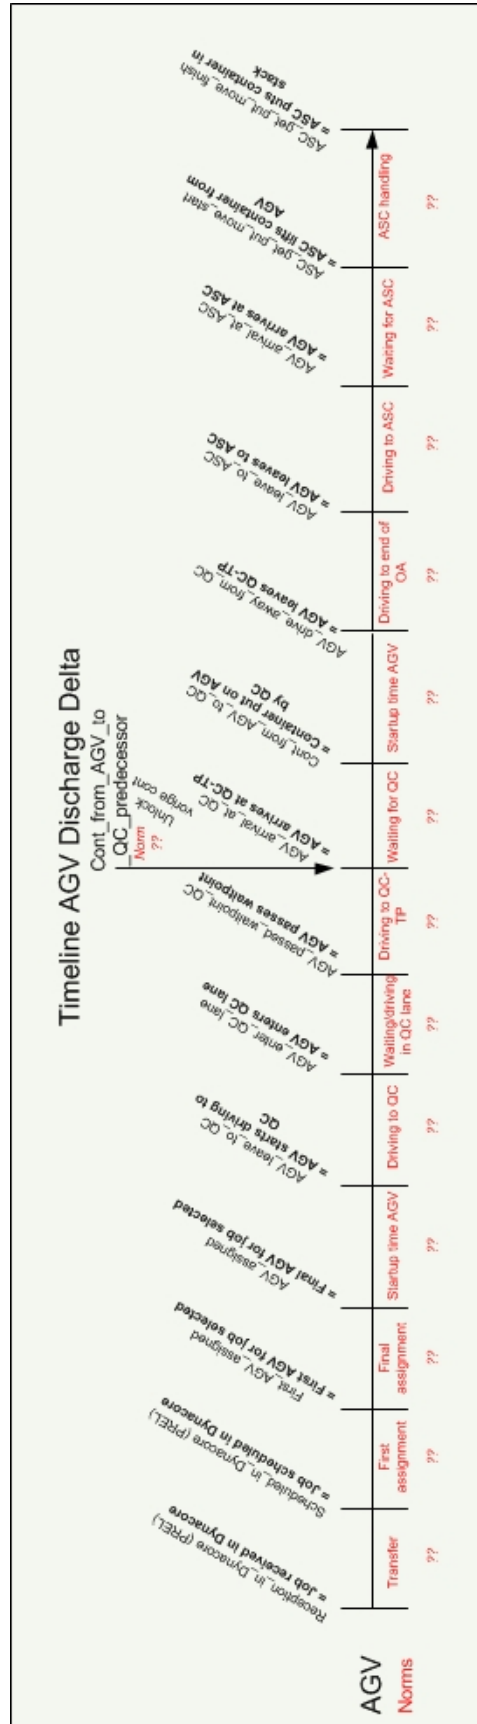 Timeline AGV Discharge Delta
Cont_from_AGV_to
_QC_predecessor
Norm
??
Unlock
vorige cont
Reception_in_Dynacore (PREL)
= Job received in Dynacore
Scheduled_in_Dynacore (PREL)
= Job scheduled in Dynacore
First_AGV_assigned
= First AGV for job selected
AGV_assigned
= Final AGV for job selected
AGV_leave_to_QC
= AGV starts driving to
QC
AGV_enter_QC_lane
= AGV enters QC lane
AGV_passed_waitpoint_QC
= AGV passes waitpoint
AGV_arrival_at_QC
= AGV arrives at QC-TP
Cont_from_AGV_to_QC
= Container put on AGV
by QC
AGV_drive_away_from_QC
= AGV leaves QC-TP
AGV_leave_to_ASC
= AGV leaves to ASC
AGV_arrival_at_ASC
= AGV arrives at ASC
ASC_get_put_move_start
= ASC lifts container from
AGV
ASC_get_put_move_finish
= ASC puts container in
stack
AGV
Transfer
First
assignment
Final
assignment
Startup time AGV
Driving to QC
Waiting/driving
in QC lane
Driving to QC-
TP
Waiting for QC
Startup time AGV
Driving to end of
OA
Driving to ASC
Waiting for ASC
ASC handling
Norms
??
??
??
??
??
??
??
??
??
??
??
??
??